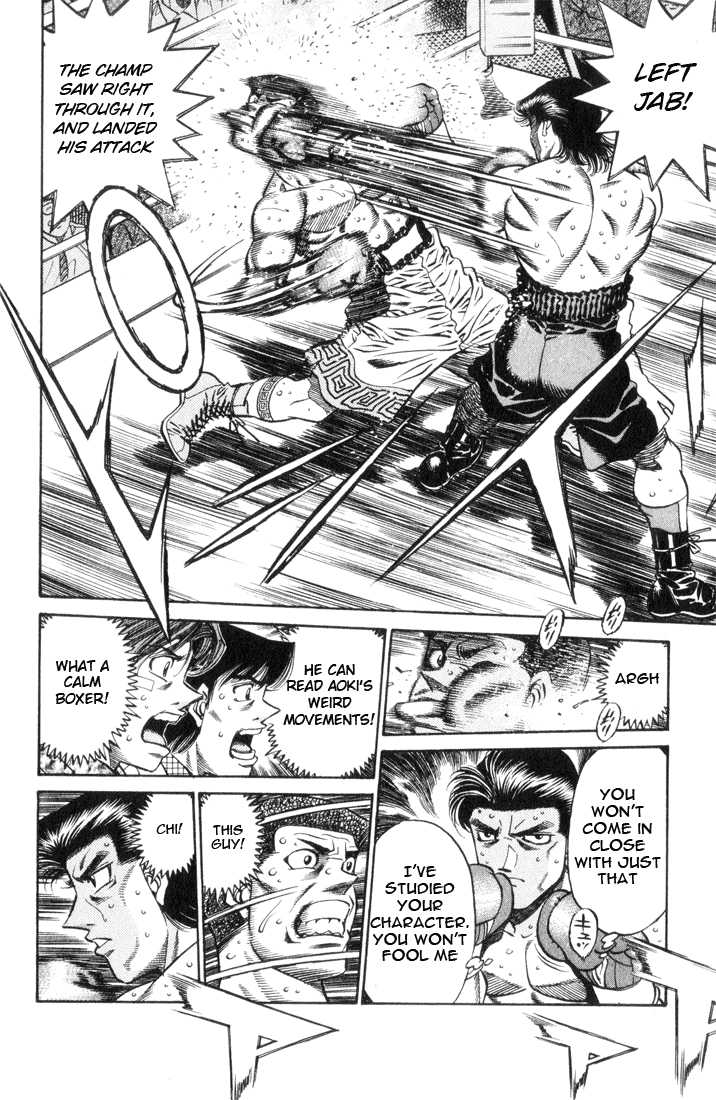 LEFT
JAB!
THE CHAMP
SAW RIGHT
THROUGH IT,
AND LANDED
HIS ATTACK
ARGH
HE CAN
READ AOKI'S
WEIRD
MOVEMENTS!
WHAT A
CALM
BOXER!
YOU
WON'T
COME IN
CLOSE
WITH JUST
THAT
I'VE
STUDIED
YOUR
CHARACTER.
YOU WON'T
FOOL ME
THIS
GUY!
CHI!